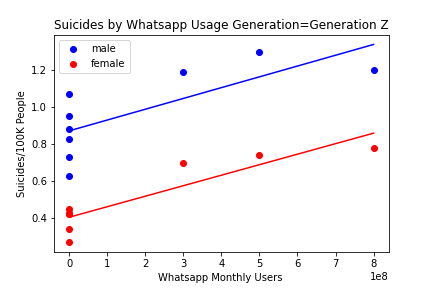 Suicides by Whatsapp Usage Generation=Generation Z
male
female
Suicides/100K People
1.2
1.0
0.8
0.6
0.4
0 1 2 3 4 5 6 7 8
1e8
Whatsapp Monthly Users